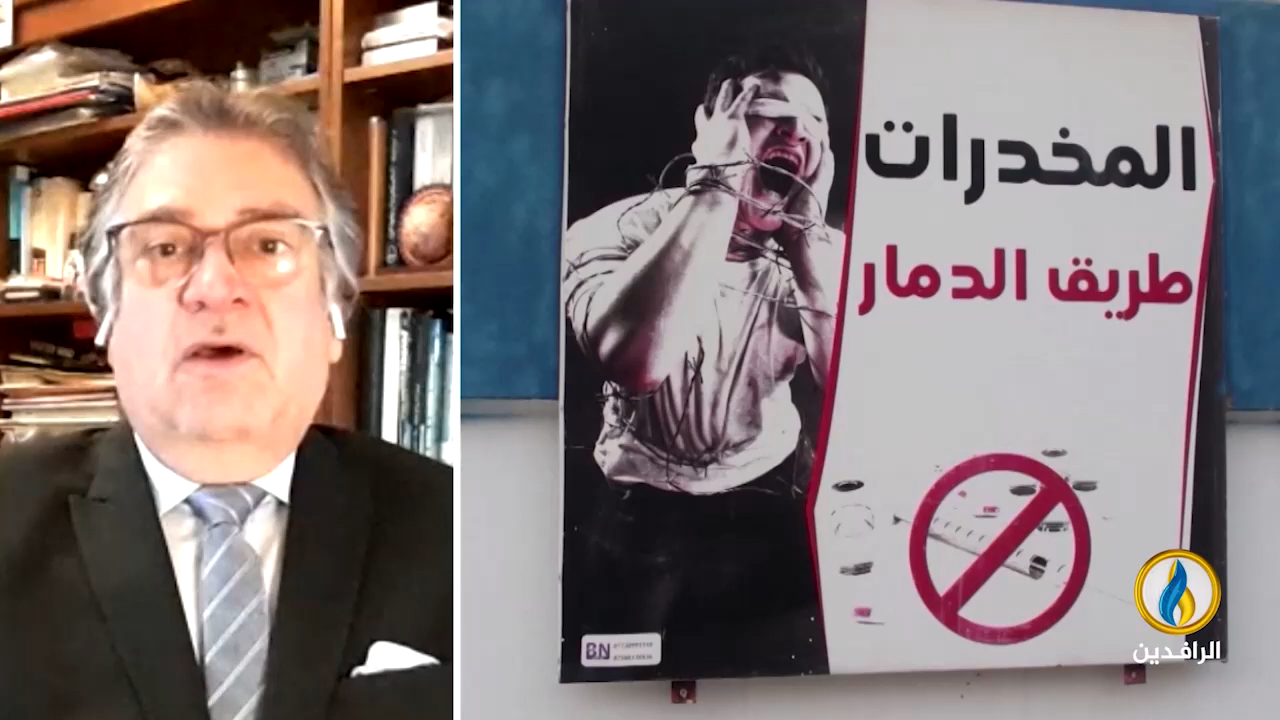 المخدرات
طريق الدمار
BN
الرافدين